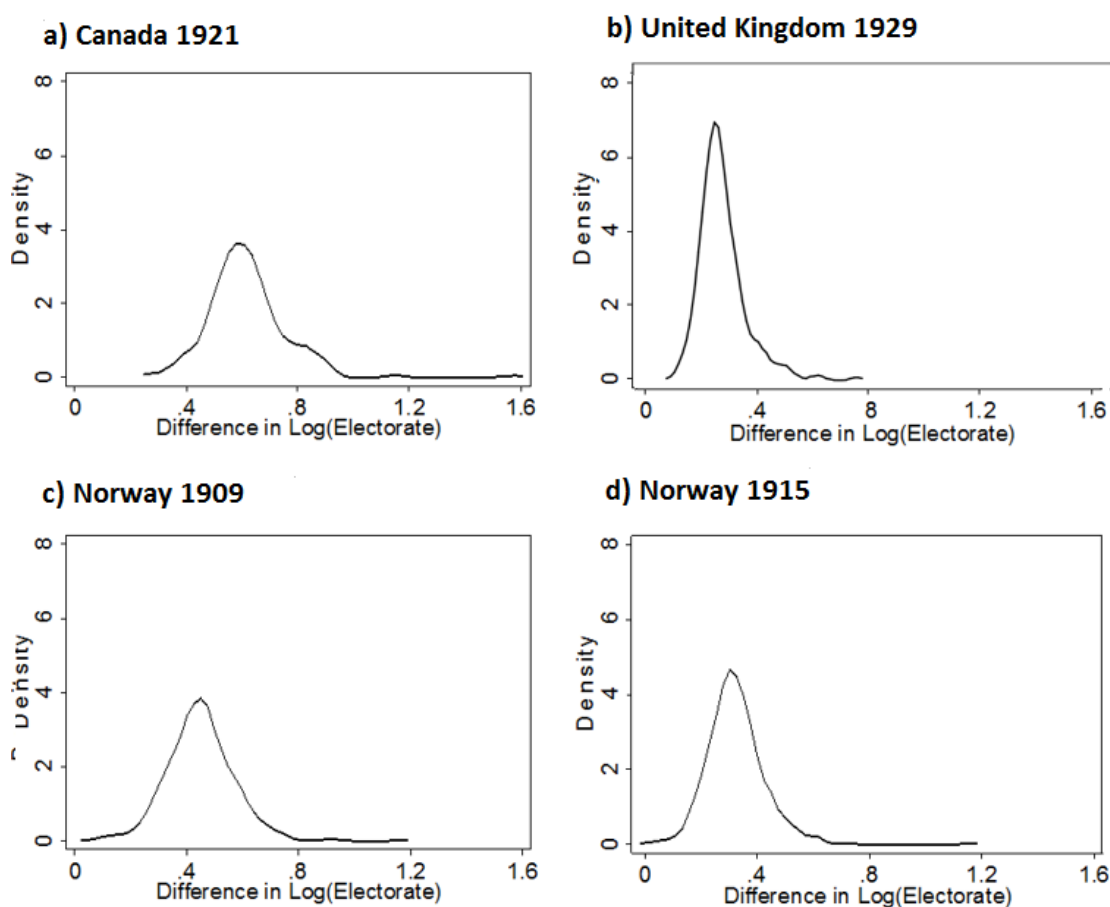 a) Canada 1921
8
6
4
2
0
Density
0 .4 .8 1.2 1.6
Difference in Log(Electorate)
b) United Kingdom 1929
8
6
4
2
0
Density
0 .4 .8 1.2 1.6
Difference in Log(Electorate)
c) Norway 1909
8
6
4
2
0
Density
0 .4 .8 1.2 1.6
Difference in Log(Electorate)
d) Norway 1915
8
6
4
2
0
Density
0 .4 .8 1.2 1.6
Difference in Log(Electorate)